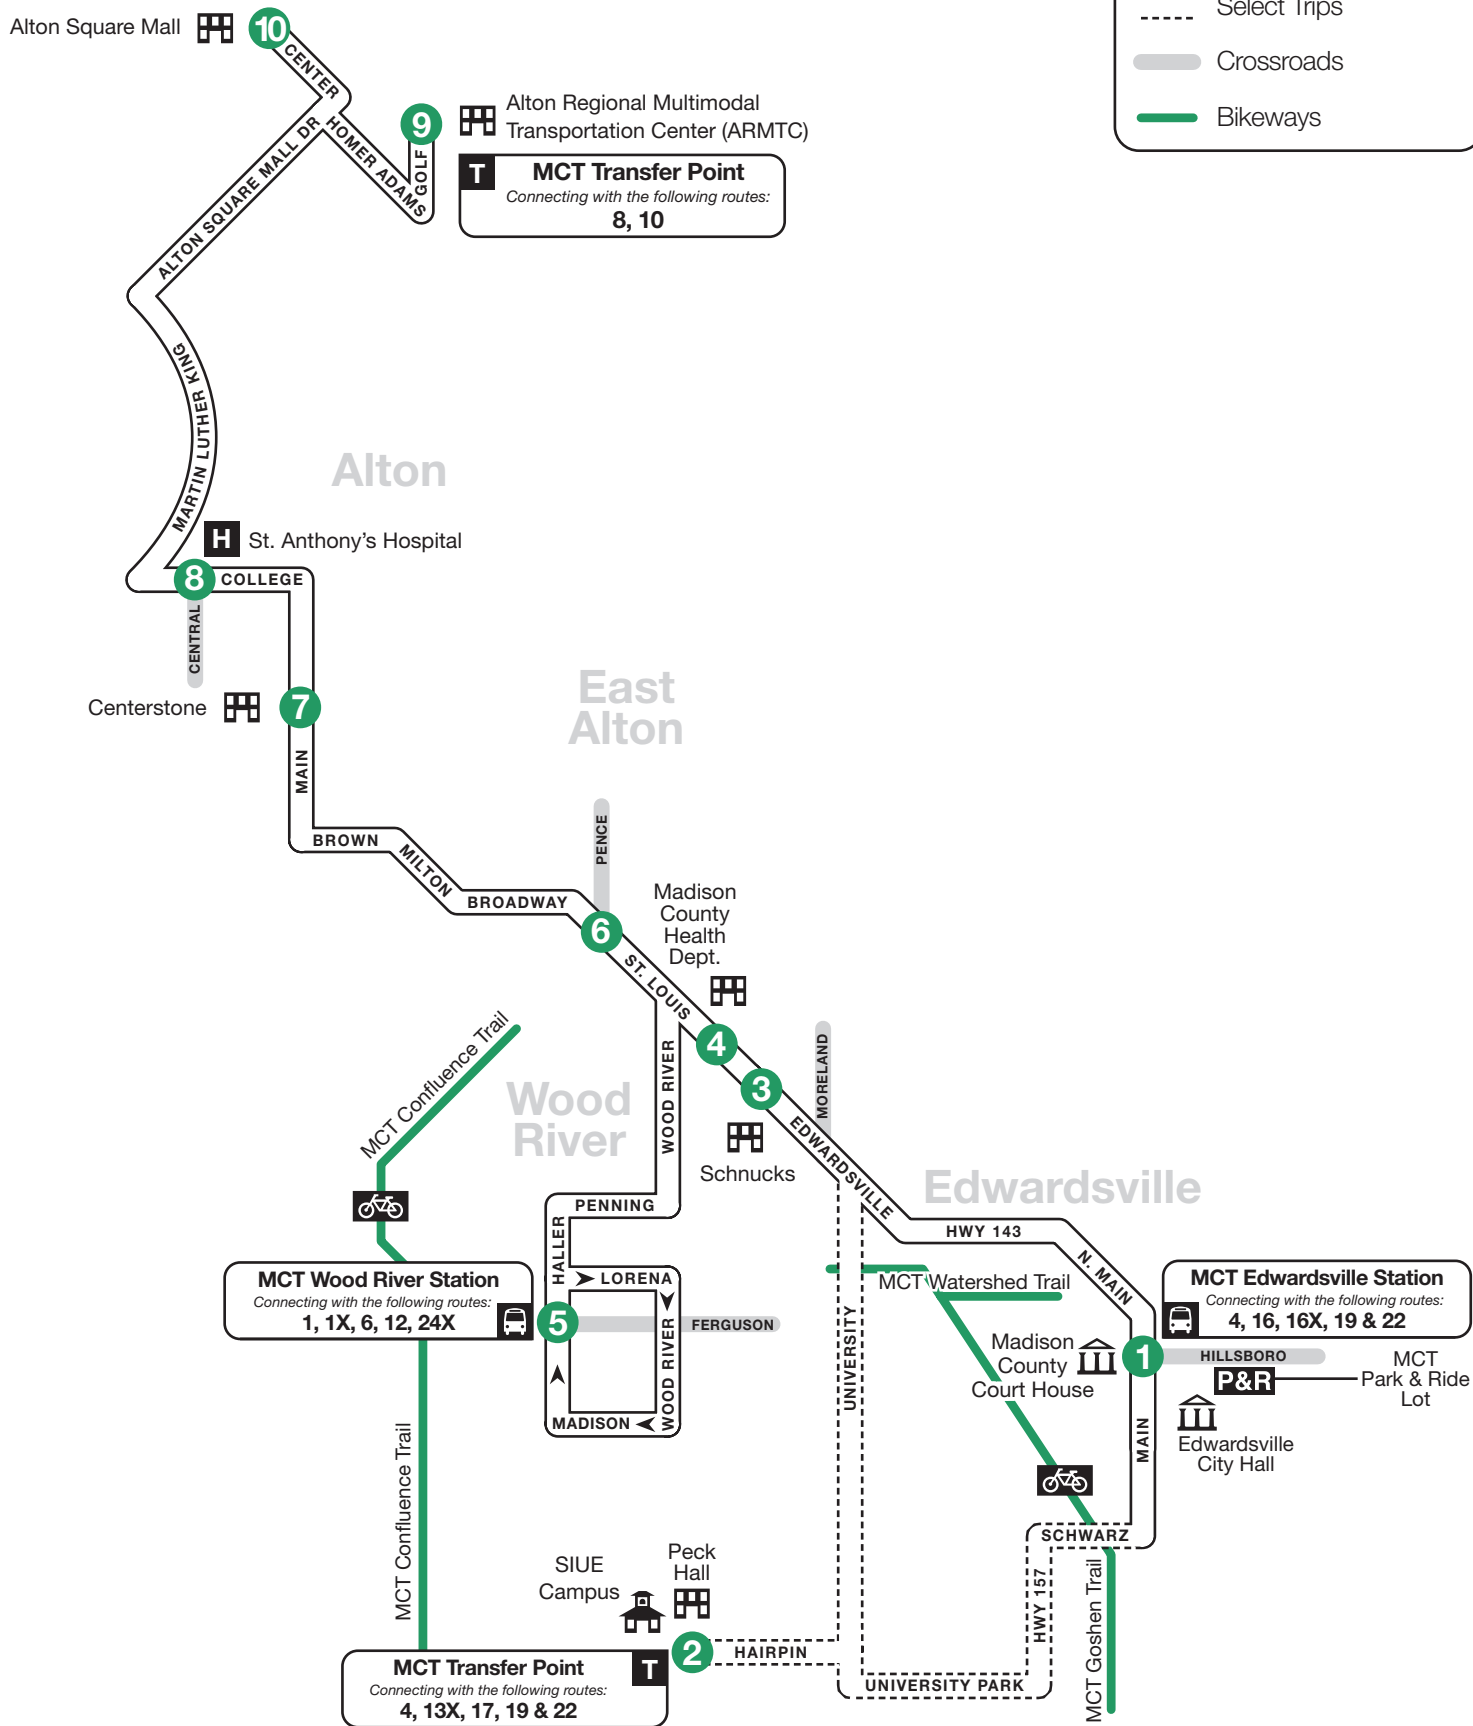 Select Trips
Crossroads
Bikeways
Alton Square Mall
10
CENTER
9
Alton Regional Multimodal
Transportation Center (ARMTC)
T
MCT Transfer Point
Connecting with the following routes:
8, 10
HOMER ADAMS
GOLF
ALTON SQUARE MALL DR
MARTIN LUTHER KING
Alton
H
St. Anthony's Hospital
8
COLLEGE
CENTRAL
Centerstone
7
MAIN
East
Alton
BROWN
MILTON
BROADWAY
PENCE
6
ST. LOUIS
Madison
County
Health
Dept.
4
3
MORELAND
MCT Confluence Trail
Wood
River
WOOD RIVER
Schnucks
EDWARDSVILLE
Edwardsville
PENNING
HALLER
HWY 143
N. MAIN
LORENA
MCT Wood River Station
Connecting with the following routes:
1, 1X, 6, 12, 24X
5
FERGUSON
WOOD RIVER
MADISON
MCT Watershed Trail
UNIVERSITY
MCT Edwardsville Station
Connecting with the following routes:
4, 16, 16X, 19 & 22
Madison
County
Court House
1
HILLSBORO
P&R
MCT
Park & Ride
Lot
MAIN
Edwardsville
City Hall
MCT Confluence Trail
SCHWARZ
HWY 157
MCT Goshen Trail
SIUE
Campus
Peck
Hall
2
HAIRPIN
UNIVERSITY PARK
MCT Transfer Point
T
Connecting with the following routes:
4, 13X, 17, 19 & 22